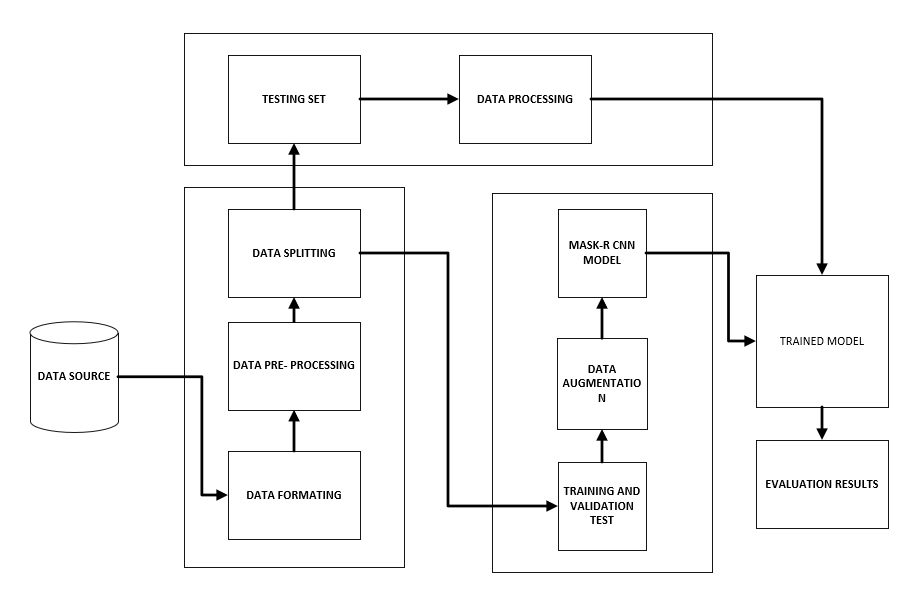 TESTING SET
DATA PROCESSING
DATA SPLITTING
MASK-R CNN
MODEL
TRAINED MODEL
DATA SOURCE
DATA PRE- PROCESSING
DATA
AUGMENTATIO
N
DATA FORMATING
TRAINING AND
VALIDATION
TEST
EVALUATION RESULTS